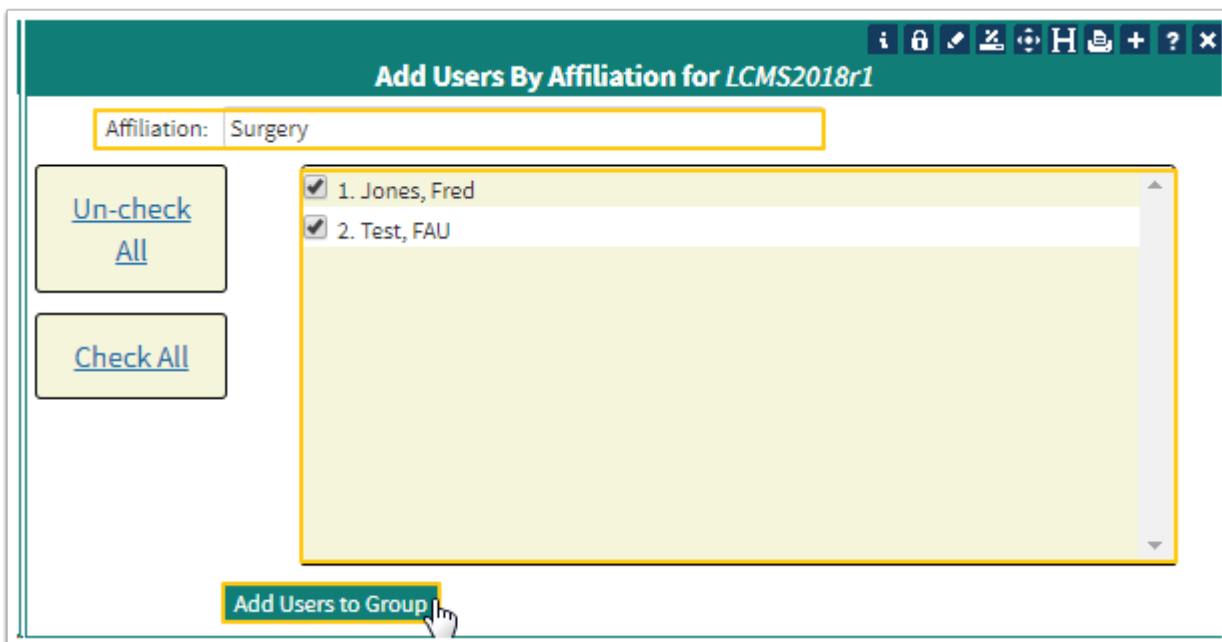 Add Users By Affiliation for LCMS2018r1
Affiliation: Surgery
Un-check
All
Check All
1. Jones, Fred
2. Test, FAU
Add Users to Group